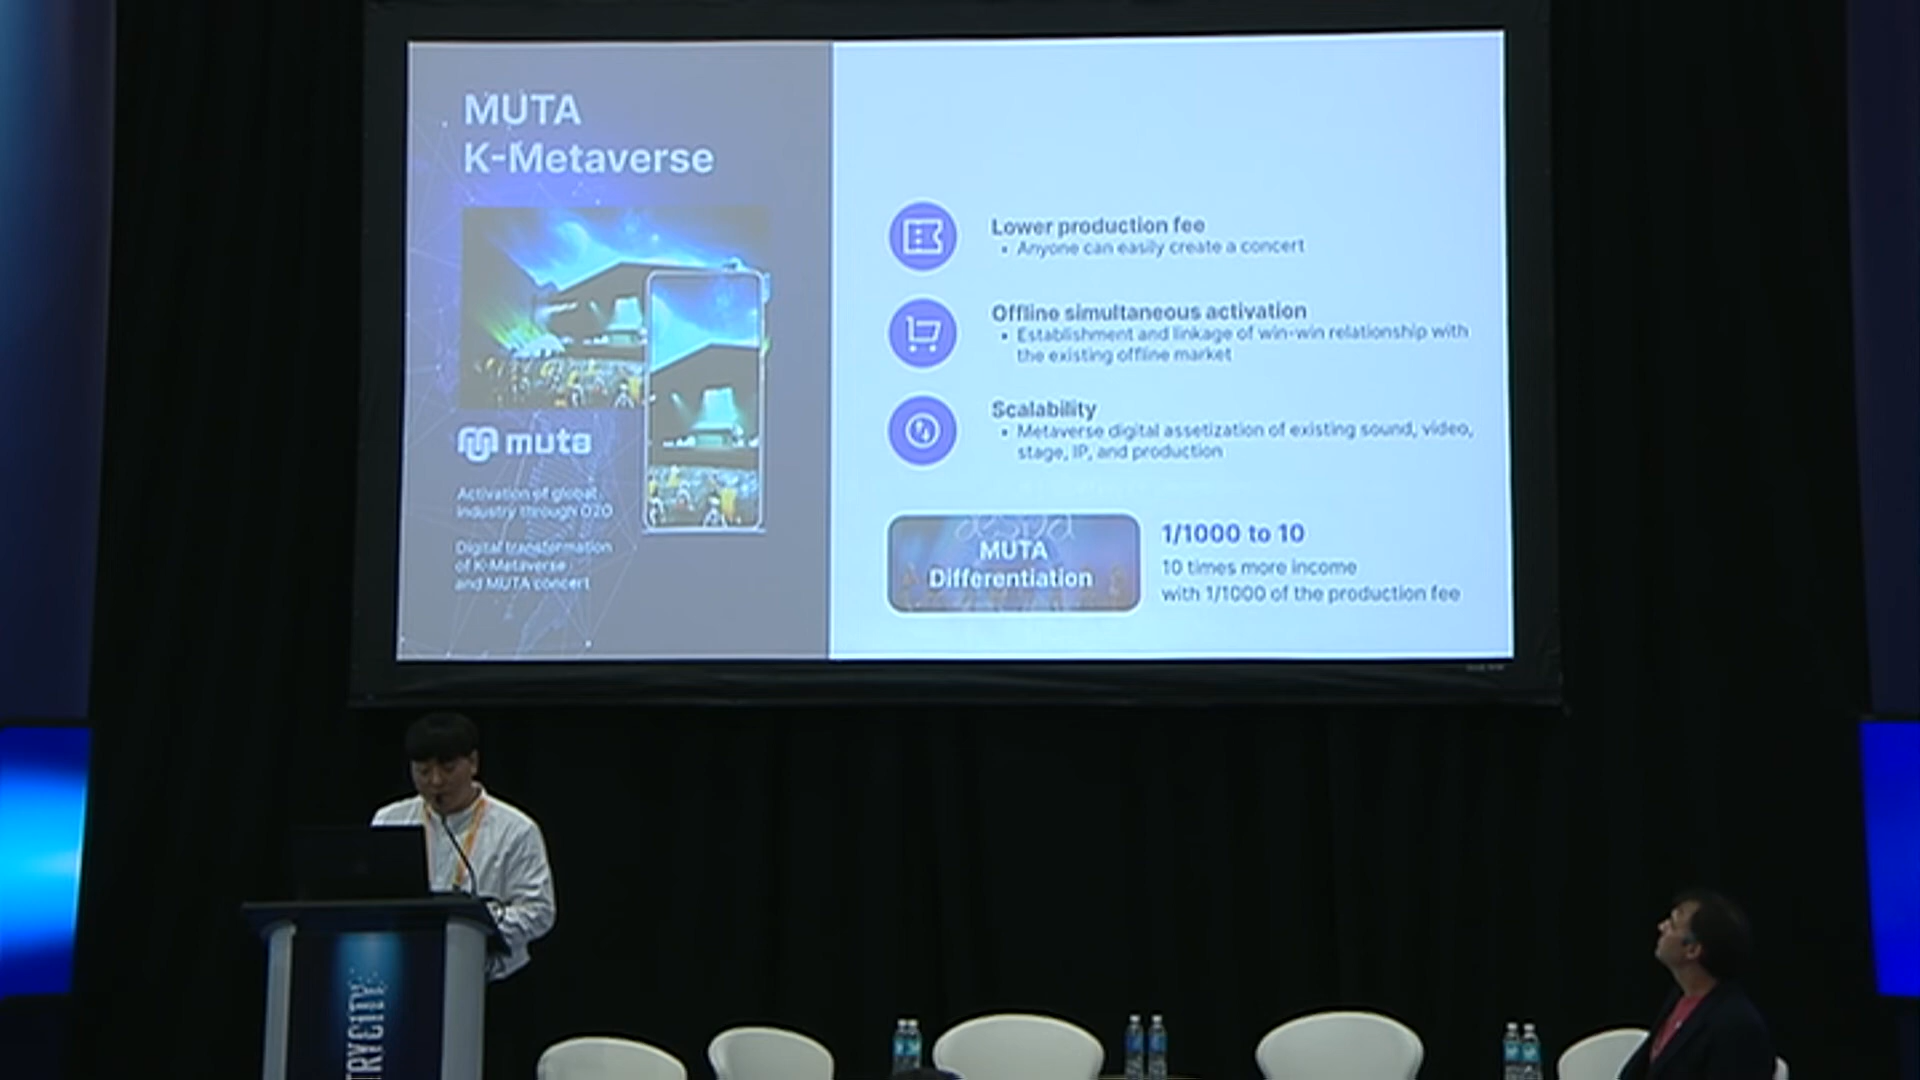 MUTA
K-Metaverse
muta
Activation of global
industry through O2O
Digital transformation
of K-Metaverse
and MUTA concert
Lower production fee
• Anyone can easily create a concert
Offline simultaneous activation
• Establishment and linkage of win-win relationship with
the existing offline market
Scalability
• Metaverse digital assetization of existing sound, video,
stage, IP, and production
aespa
MUTA
Differentiation
1/1000 to 10
10 times more income
with 1/1000 of the production fee
TRYCITY